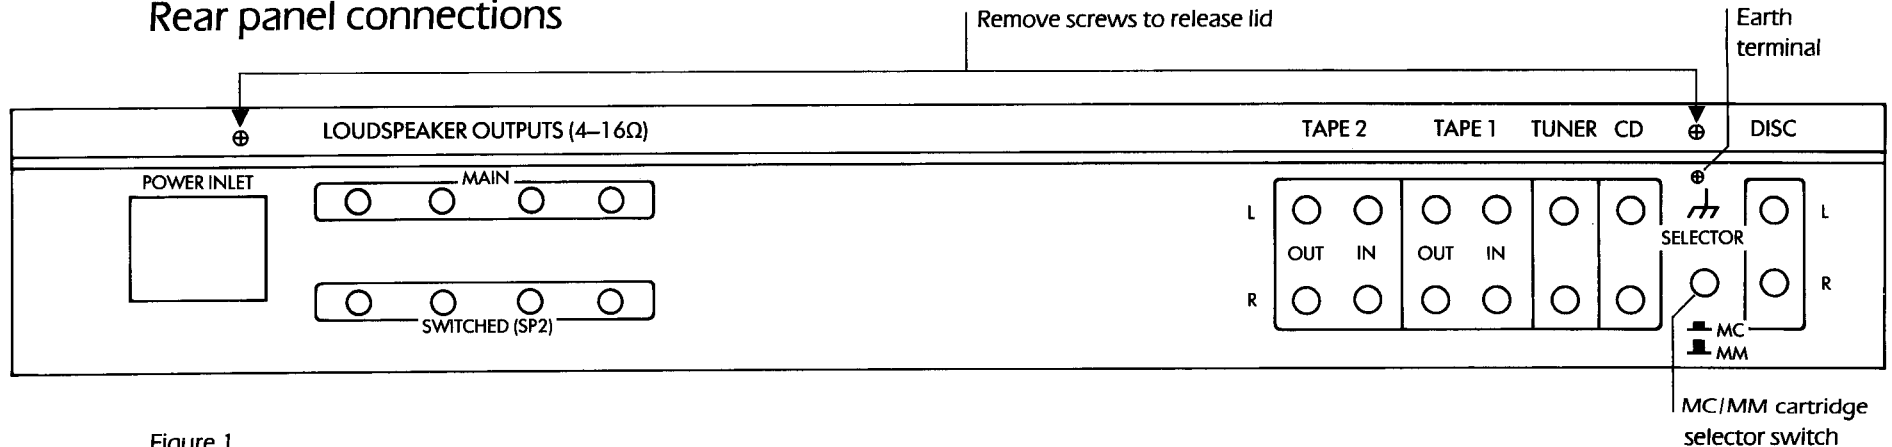 Rear panel connections
Remove screws to release lid
Earth
terminal
LOUDSPEAKER OUTPUTS (4–16Ω)
TAPE 2
TAPE 1
TUNER
CD
DISC
POWER INLET
MAIN
L
L
SELECTOR
OUT
IN
OUT
IN
R
R
SWITCHED (SP2)
MC
MM
MC/MM cartridge
selector switch
Figure 1